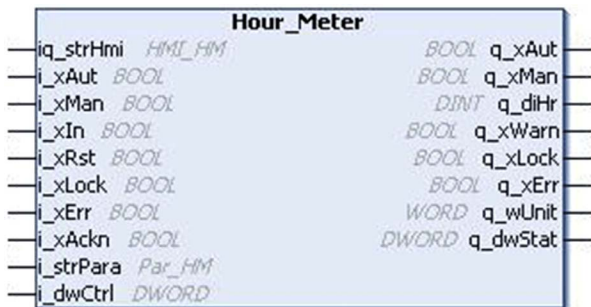 Hour_Meter
iq_strHmi HMI_HM BOOL q_xAut
i_xAut BOOL BOOL q_xMan
i_xMan BOOL DINT q_diHr
i_xIn BOOL BOOL q_xWarn
i_xRst BOOL BOOL q_xLock
i_xLock BOOL BOOL q_xErr
i_xErr BOOL WORD q_wUnit
i_xAckn BOOL DWORD q_dwStat
i_strPara Par_HM
i_dwCtrl DWORD